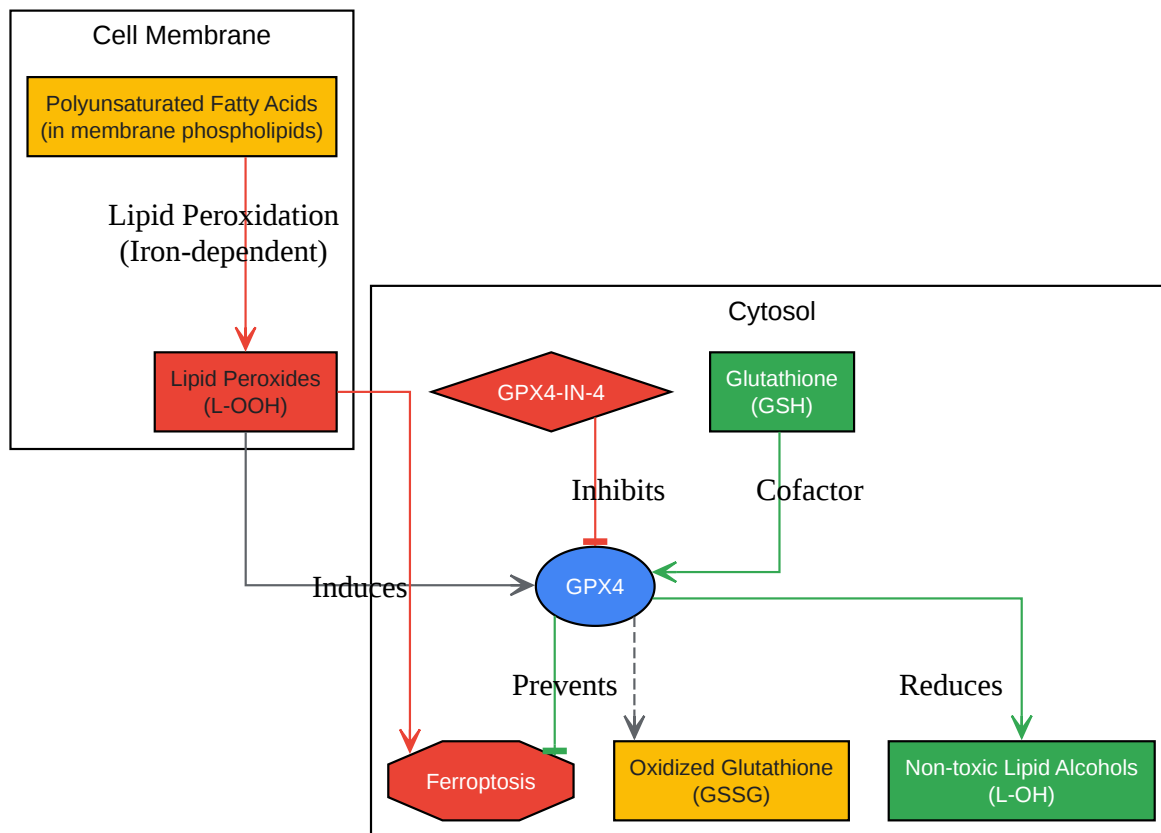 Cell Membrane
Polyunsaturated Fatty Acids
(in membrane phospholipids)
Lipid Peroxidation
(Iron-dependent)
Cytosol
Lipid Peroxides
(L-OOH)
GPX4-IN-4
Glutathione
(GSH)
Inhibits
Cofactor
Induces
GPX4
Prevents
Reduces
Ferroptosis
Oxidized Glutathione
(GSSG)
Non-toxic Lipid Alcohols
(L-OH)